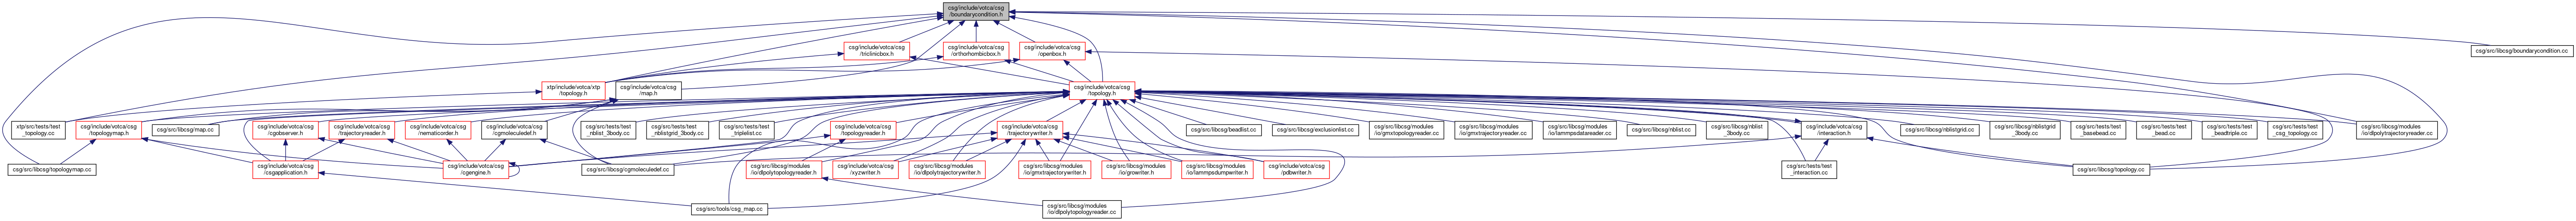 csg/include/votca/csg
/boundarycondition.h
csg/include/votca/csg
/triclinicbox.h
csg/include/votca/csg
/orthorhombicbox.h
csg/include/votca/csg
/openbox.h
csg/src/libcsg/boundarycondition.cc
xtp/include/votca/xtp
/topology.h
csg/include/votca/csg
/map.h
csg/include/votca/csg
/topology.h
xtp/src/tests/test
_topology.cc
csg/include/votca/csg
/topologymap.h
csg/src/libcsg/map.cc
csg/include/votca/csg
/cgobserver.h
csg/include/votca/csg
/trajectoryreader.h
csg/include/votca/csg
/nematicorder.h
csg/include/votca/csg
/cgmoleculedef.h
csg/src/tests/test
_nblist_3body.cc
csg/src/tests/test
_nblistgrid_3body.cc
csg/src/tests/test
_triplelist.cc
csg/include/votca/csg
/topologyreader.h
csg/include/votca/csg
/trajectorywriter.h
csg/src/libcsg/beadlist.cc
csg/src/libcsg/exclusionlist.cc
csg/src/libcsg/modules
/io/gmxtopologyreader.cc
csg/src/libcsg/modules
/io/gmxtrajectoryreader.cc
csg/src/libcsg/modules
/io/lammpsdatareader.cc
csg/src/libcsg/nblist.cc
csg/src/libcsg/nblist
_3body.cc
csg/include/votca/csg
/interaction.h
csg/src/libcsg/nblistgrid.cc
csg/src/libcsg/nblistgrid
_3body.cc
csg/src/tests/test
_basebead.cc
csg/src/tests/test
_bead.cc
csg/src/tests/test
_beadtriple.cc
csg/src/tests/test
_csg_topology.cc
csg/src/libcsg/modules
/io/dlpolytrajectoryreader.cc
csg/src/libcsg/topologymap.cc
csg/include/votca/csg
/csgapplication.h
csg/include/votca/csg
/cgengine.h
csg/src/libcsg/cgmoleculedef.cc
csg/src/libcsg/modules
/io/dlpolytopologyreader.h
csg/include/votca/csg
/xyzwriter.h
csg/src/libcsg/modules
/io/dlpolytrajectorywriter.h
csg/src/libcsg/modules
/io/gmxtrajectorywriter.h
csg/src/libcsg/modules
/io/growriter.h
csg/src/libcsg/modules
/io/lammpsdumpwriter.h
csg/include/votca/csg
/pdbwriter.h
csg/src/tests/test
_interaction.cc
csg/src/libcsg/topology.cc
csg/src/tools/csg_map.cc
csg/src/libcsg/modules
/io/dlpolytopologyreader.cc